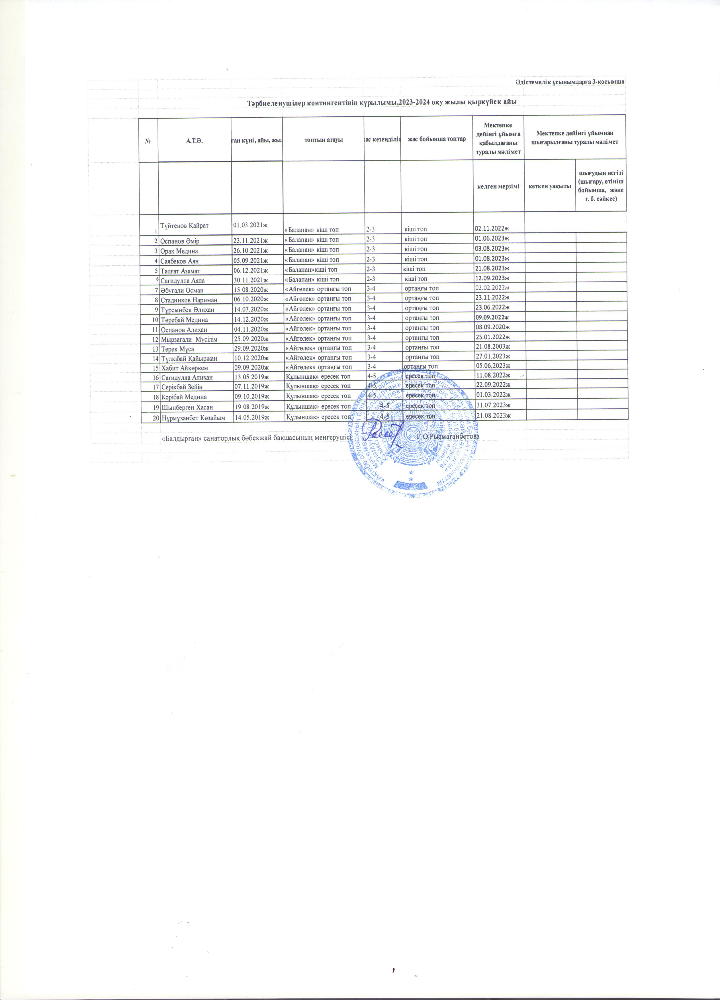 Әдістемелік ұсынымдарға 3-косымша
Тәрбиеленушілер контингентінің құрылымы,2023-2024 оқу жылы қыркүйек айы
№ А.Т.Ә. ған күні, айы, жыл топтың атауы кас кезеңділіг жас бойынша топтар Мектепке дейінгі ұйымға қабылдағаны туралы мәлімет Мектепке дейінгі ұйымнан шығарылғаны туралы мәлімет
келген мерзімі кеткен уақыты шығудың негізі (шығару, өтініш бойынша, және т. б. сәйкес)
1 Түйтенов Қайрат 01.03.2021ж «Балапан» кіші топ 2-3 кіші топ 02.11.2022ж
2 Оспанов Әмір 23.11.2021ж «Балапан» кіші топ 2-3 кіші топ 01.06.2023ж
3 Орақ Медина 26.10.2021ж «Балапан» кіші топ 2-3 кіші топ 03.08.2023ж
4 Саябеков Аян 05.09.2021ж «Балапан» кіші топ 2-3 кіші топ 01.08.2023ж
5 Талғат Азамат 06.12.2021ж «Балапан»кіші топ 2-3 кіші топ 21.08.2023ж
6 Сағидулла Аяла 30.11.2021ж «Балапан» кіші топ 2-3 кіші топ 12.09.2023ж
7 Әбуғали Осман 15.08.2020ж «Айгөлек» ортаңғы топ 3-4 ортаңғы топ 02.02.2022ж
8 Стадников Нариман 06.10.2020ж «Айгөлек» ортаңғы топ 3-4 ортаңғы топ 23.11.2022ж
9 Тұрсынбек Әлихан 14.07.2020ж «Айгөлек» ортаңғы топ 3-4 ортаңғы топ 23.06.2022ж
10 Төребай Медина 14.12.2020ж «Айгөлек» ортаңғы топ 3-4 ортаңғы топ 09.09.2022ж
11 Оспанов Алихан 04.11.2020ж «Айгөлек» ортаңғы топ 3-4 ортаңғы топ 08.09.2020ж
12 Мырзағали Мүсілім 25.09.2020ж «Айгөлек» ортаңғы топ 3-4 ортаңғы топ 25.01.2022ж
13 Терек Мұса 29.09.2020ж «Айгөлек» ортаңғы топ 3-4 ортаңғы топ 21.08.2003ж
14 Түлкібай Қайыржан 10.12.2020ж «Айгөлек» ортаңғы топ 3-4 ортаңғы топ 27.01.2023ж
15 Хабит Айкөркем 09.09.2020ж «Айгөлек» ортаңғы топ 3-4 ортаңғы топ 05.06,2023ж
16 Сағидулла Алихан 13.05.2019ж Құлыншақ» ересек топ 4-5 ересек топ 11.08.2022ж
17 Серікбай Зейін 07.11.2019ж Құлыншақ» ересек топ 4-5 ересек топ 22.09.2022ж
18 Кәрібай Медина 09.10.2019ж Құлыншақ» ересек топ 4-5 ересек топ 01.03.2022ж
19 Шынберген Хасан 19.08.2019ж Құлыншақ» ересек топ 4-5 ересек топ 31.07.2023ж
20 Нұрмұханбет Көзайым 14.05.2019ж Құлыншақ» ересек топ 4-5 ересек топ 21.08.2023ж
«Балдырған» санаторлық бөбекжай бақшасының меңгерушісі Г.О.Рысмағанбетова